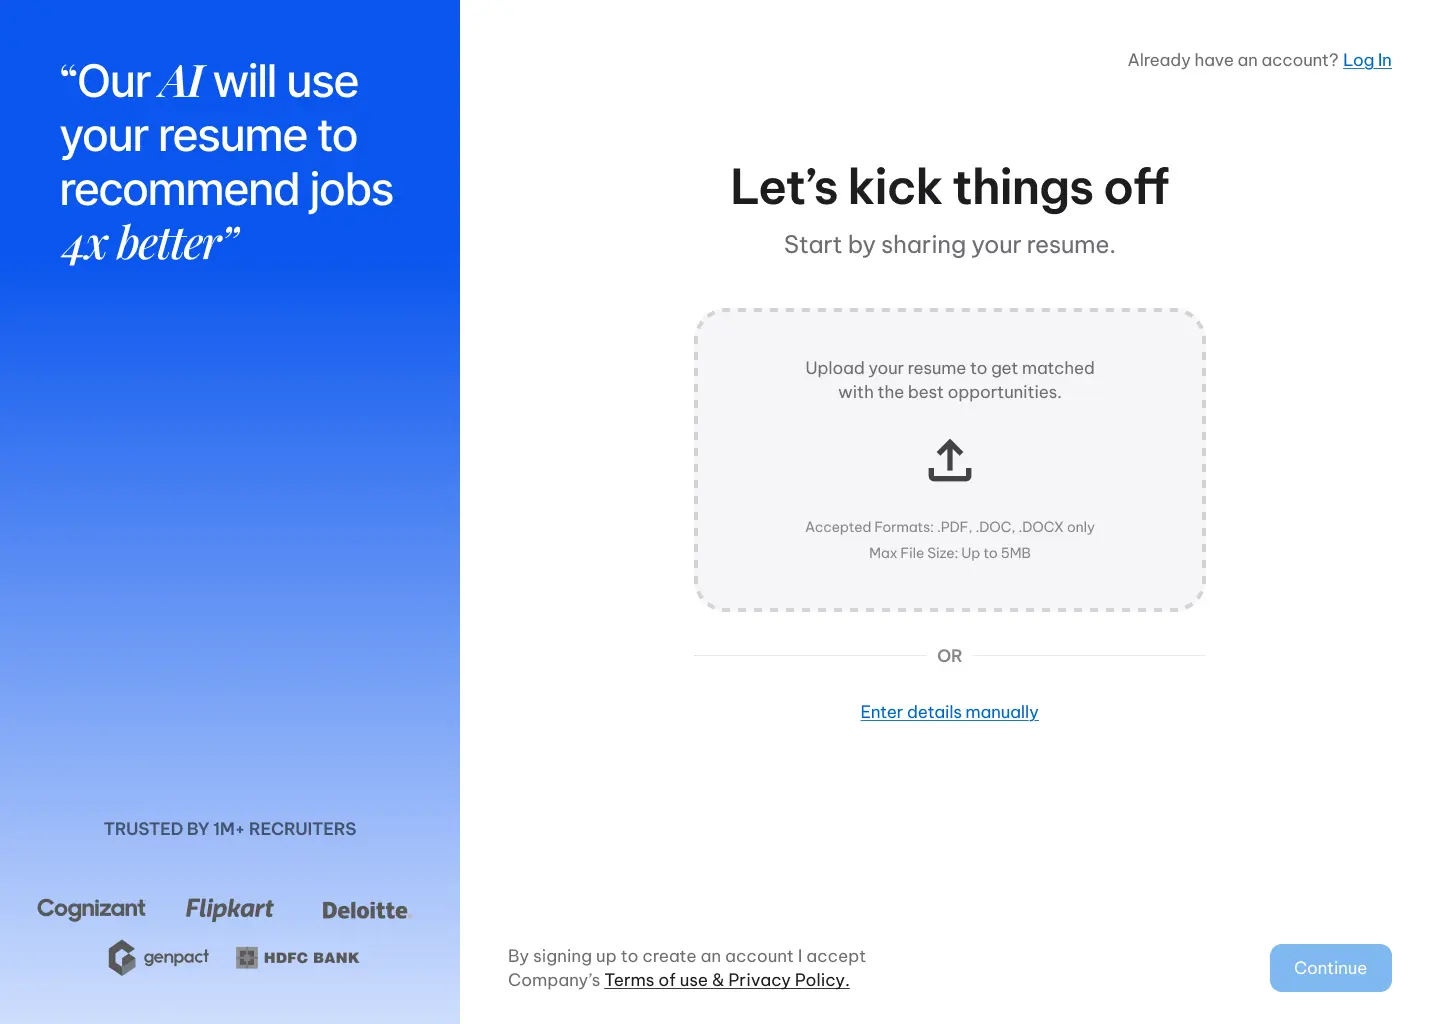 “Our AI will use
your resume to
recommend jobs
4x better”
TRUSTED BY 1M+ RECRUITERS
Cognizant
Flipkart
Deloitte.
genpact
HDFC BANK
Already have an account? Log In
Let’s kick things off
Start by sharing your resume.
Upload your resume to get matched
with the best opportunities.
Accepted Formats: .PDF, .DOC, .DOCX only
Max File Size: Up to 5MB
OR
Enter details manually
By signing up to create an account I accept
Company’s Terms of use & Privacy Policy.
Continue